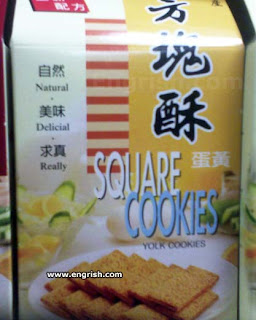 配方
產
方塊酥
自然
Natural
美味
Delicial
求真
Really
蛋黃
SQUARE
COOKIES
YOLK COOKIES
www.engrish.com